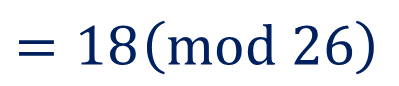 = 18(mod 26)